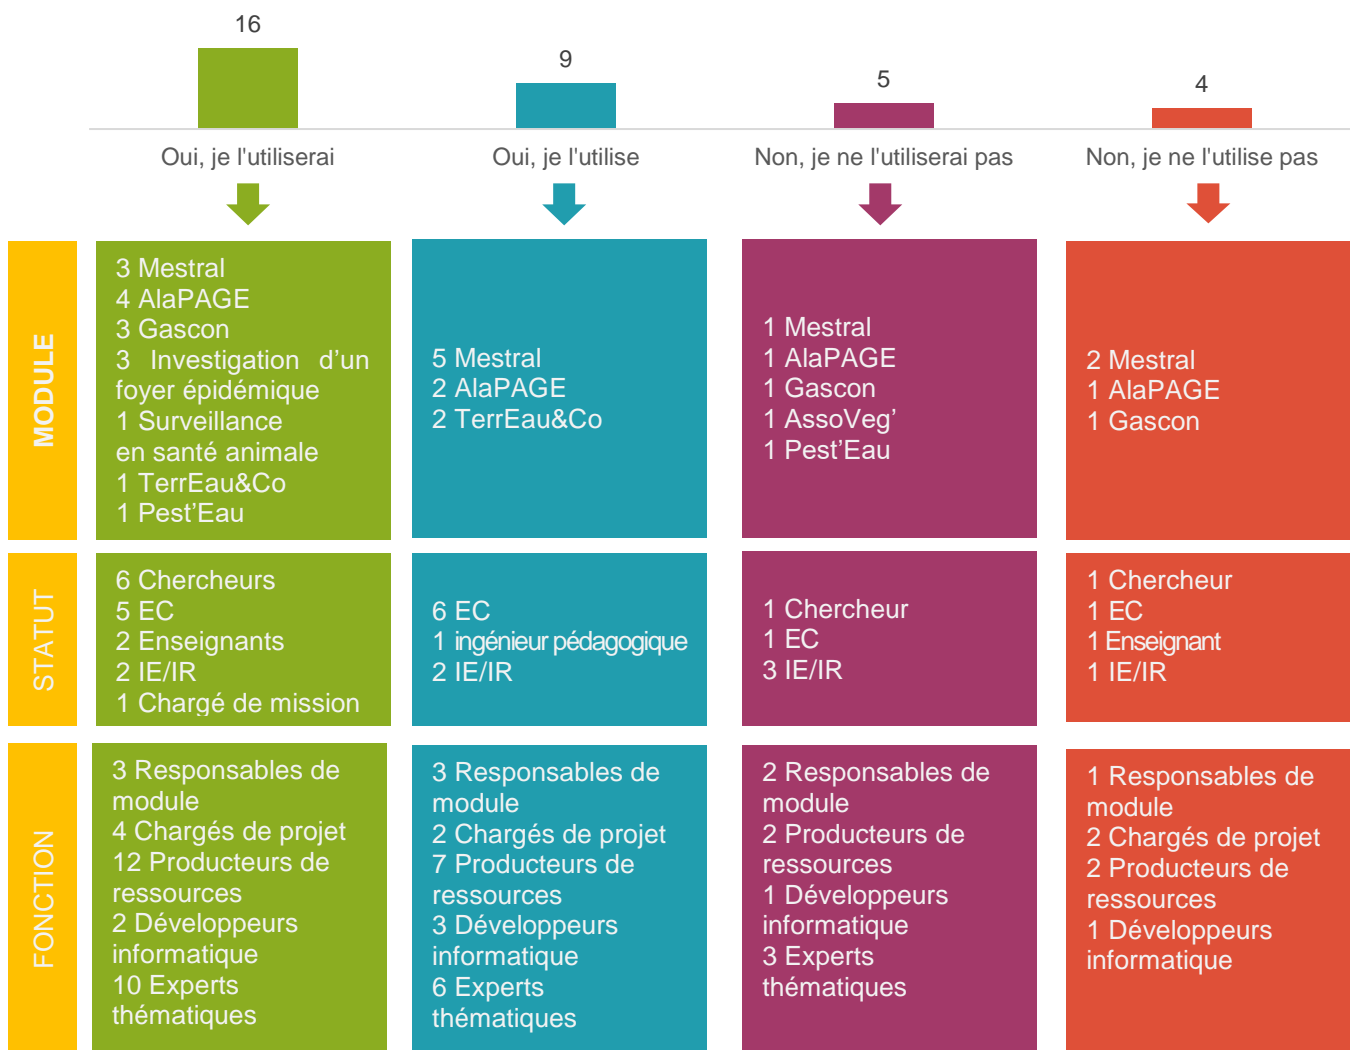 16
9
5
4
Oui, je l'utiliserai
Oui, je l'utilise
Non, je ne l'utiliserai pas
Non, je ne l'utilise pas
MODULE
3 Mestral
4 AlaPAGE
3 Gascon
3 Investigation d’un
foyer épidémique
1 Surveillance
en santé animale
1 TerrEau&Co
1 Pest’Eau
5 Mestral
2 AlaPAGE
2 TerrEau&Co
1 Mestral
1 AlaPAGE
1 Gascon
1 AssoVeg’
1 Pest’Eau
2 Mestral
1 AlaPAGE
1 Gascon
STATUT
6 Chercheurs
5 EC
2 Enseignants
2 IE/IR
1 Chargé de mission
6 EC
1 ingénieur pédagogique
2 IE/IR
1 Chercheur
1 EC
3 IE/IR
1 Chercheur
1 EC
1 Enseignant
1 IE/IR
FONCTION
3 Responsables de
module
4 Chargés de projet
12 Producteurs de
ressources
2 Développeurs
informatique
10 Experts
thématiques
3 Responsables de
module
2 Chargés de projet
7 Producteurs de
ressources
3 Développeurs
informatique
6 Experts
thématiques
2 Responsables de
module
2 Producteurs de
ressources
1 Développeurs
informatique
3 Experts
thématiques
1 Responsables de
module
2 Chargés de projet
2 Producteurs de
ressources
1 Développeurs
informatique